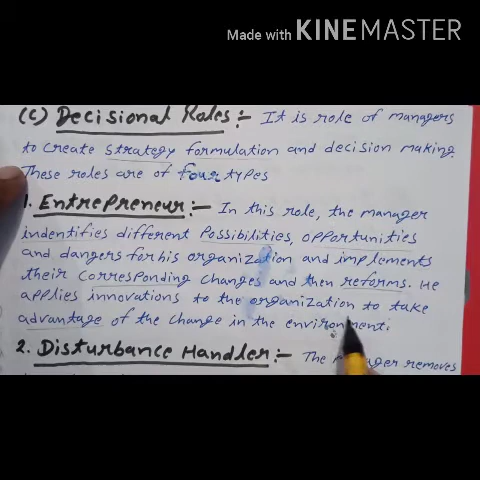 Made with KINEMASTER
(C) Decisional Roles:- It is role of managers
to create strategy formulation and decision making.
These roles are of four types
1. Entrepreneur:- In this role, the manager
indentifies different Possibilities, opportunities
and dangers for his organization and implements
their corresponding changes and then reforms. He
applies innovations to the organization to take
advantage of the change in the environment.
2. Disturbance Handler:- The manager removes